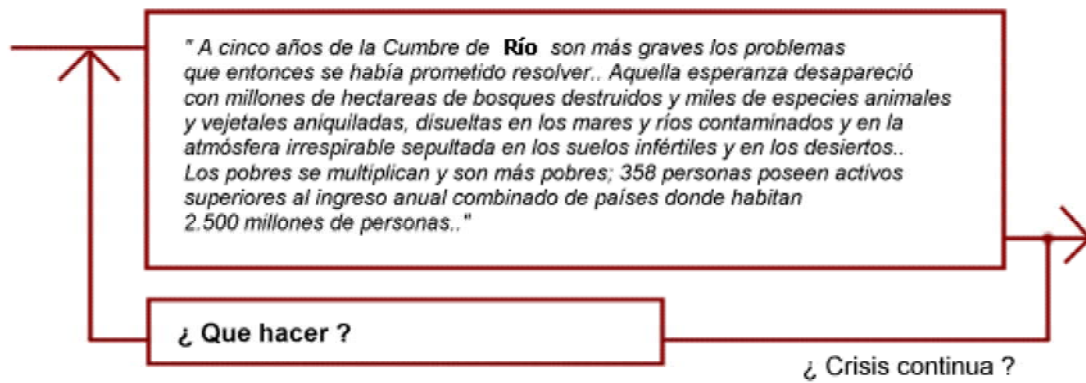 " A cinco años de la Cumbre de Río son más graves los problemas
que entonces se había prometido resolver.. Aquella esperanza desapareció
con millones de hectareas de bosques destruidos y miles de especies animales
y vejetales aniquiladas, disueltas en los mares y ríos contaminados y en la
atmósfera irrespirable sepultada en los suelos infértiles y en los desiertos..
Los pobres se multiplican y son más pobres; 358 personas poseen activos
superiores al ingreso anual combinado de países donde habitan
2.500 millones de personas.."
¿ Que hacer ?
¿ Crisis continua ?